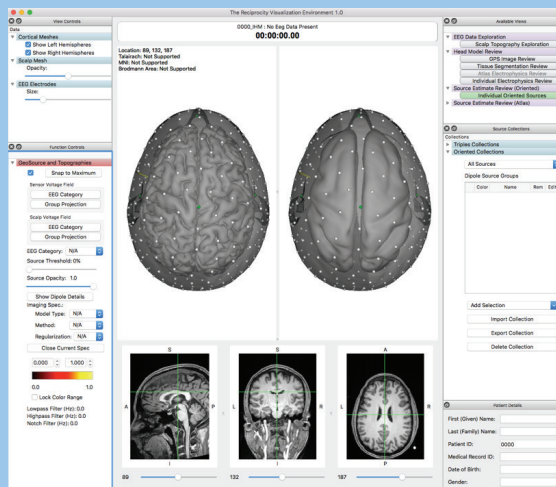 The Reciprocity Visualization Environment 1.0
View Controls
Data
Cortical Meshes
Show Left Hemispheres
Show Right Hemispheres
Scalp Mesh
Opacity:
EEG Electrodes
Size:
Function Controls
GeoSource and Topographies
Snap to Maximum
Sensor Voltage Field
EEG Category
Group Projection
Scalp Voltage Field
EEG Category
Group Projection
EEG Category: N/A
Source Threshold: 0%
Source Opacity: 1.0
Show Dipole Details
Imaging Spec.:
Model Type: N/A
Method: N/A
Regularization: N/A
Close Current Spec
0.000 1.000
0.0 1.0
Lock Color Range
Lowpass Filter (Hz): 0.0
Highpass Filter (Hz): 0.0
Notch Filter (Hz): 0.0
0000_IHM : No Eeg Data Present
00:00:00.00
Location: 89, 132, 187
Talairach: Not Supported
MNI: Not Supported
Brodmann Area: Not Supported
S S A
A P L R L R
I I P
89 132 187
Available Views
EEG Data Exploration
Scalp Topography Exploration
Head Model Review
GPS Image Review
Tissue Segmentation Review
Atlas Electrophysics Review
Individual Electrophysics Review
Source Estimate Review (Oriented)
Individual Oriented Sources
Source Estimate Review (Atlas)
Source Collections
Collections
Triples Collections
Oriented Collections
All Sources
Dipole Source Groups
Color Name Rem Edit
Add Selection
Import Collection
Export Collection
Delete Collection
Patient Details
First (Given) Name:
Last (Family) Name:
Patient ID: 0000
Medical Record ID:
Date of Birth:
Gender: